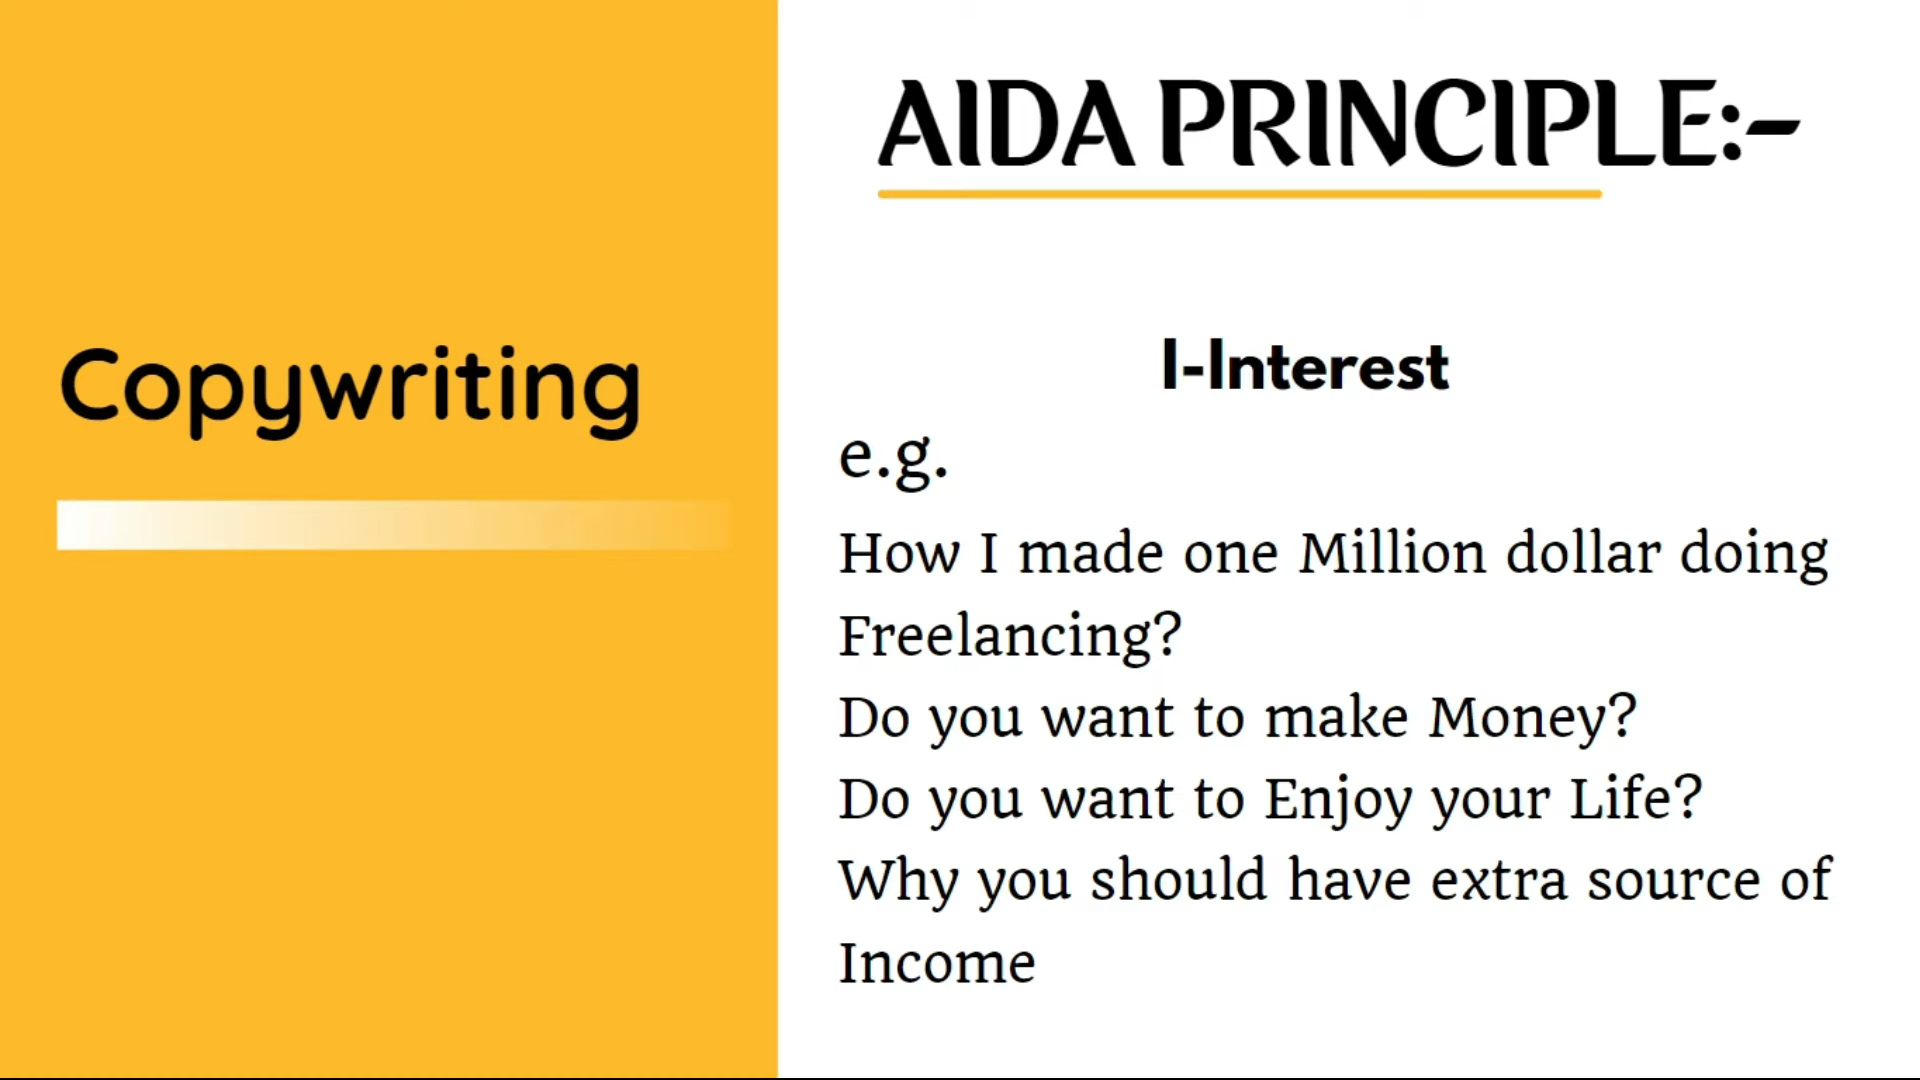 Copywriting
AIDA PRINCIPLE:-
I-Interest
e.g.
How I made one Million dollar doing
Freelancing?
Do you want to make Money?
Do you want to Enjoy your Life?
Why you should have extra source of
Income